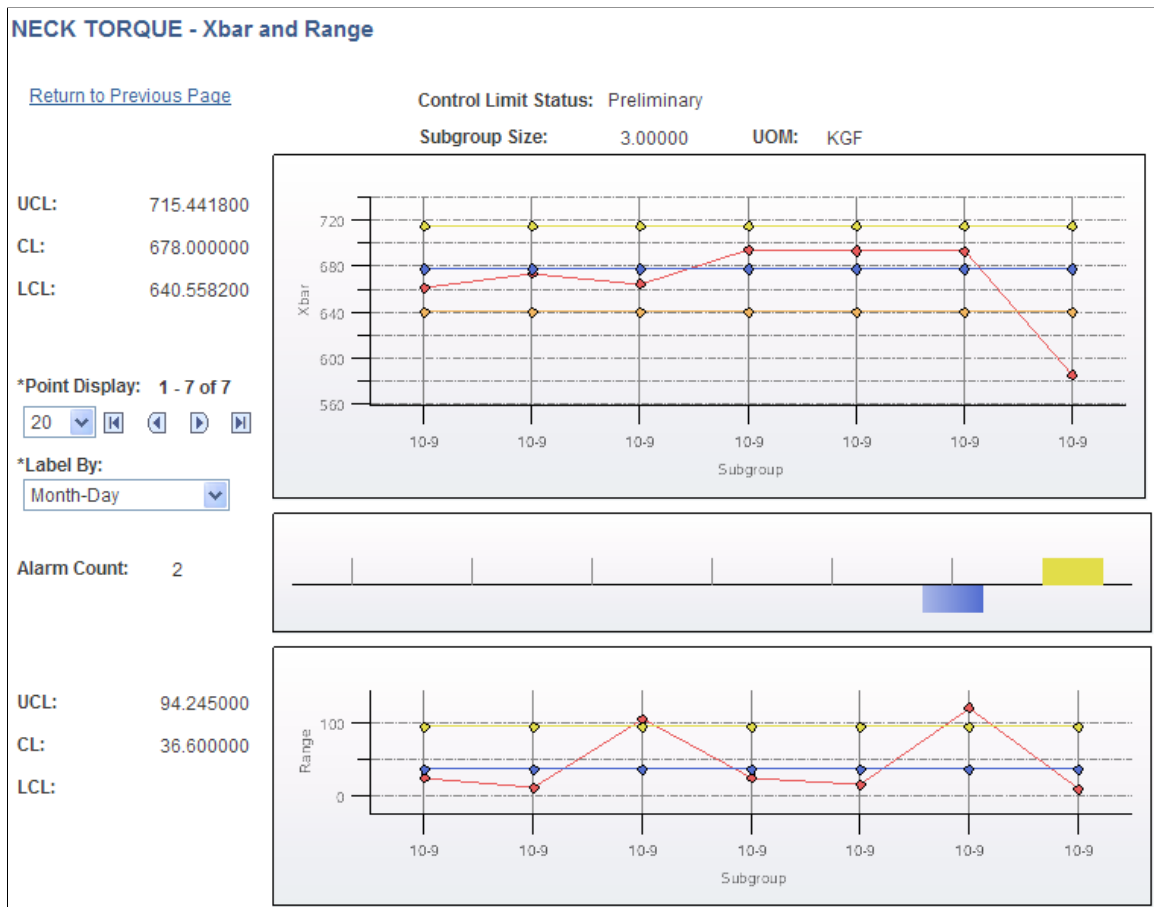 NECK TORQUE - Xbar and Range
Return to Previous Page
Control Limit Status: Preliminary
Subgroup Size: 3.00000 UOM: KGF
UCL: 715.441800
CL: 678.000000
LCL: 640.558200
*Point Display: 1 - 7 of 7
20
*Label By:
Month-Day
720
680
640
600
560
Xbar
10-9 10-9 10-9 10-9 10-9 10-9 10-9
Subgroup
Alarm Count: 2
UCL: 94.245000
CL: 36.600000
LCL:
100
0
Range
10-9 10-9 10-9 10-9 10-9 10-9 10-9
Subgroup